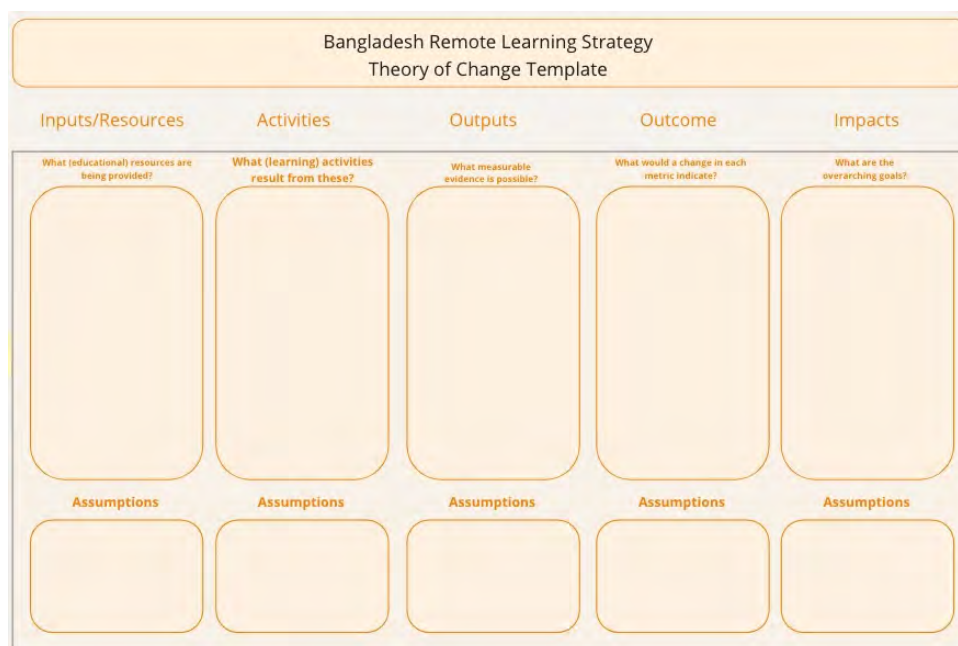 Bangladesh Remote Learning Strategy
Theory of Change Template
Inputs/Resources
Activities
Outputs
Outcome
Impacts
What (educational) resources are
being provided?
What (learning) activities
result from these?
What measurable
evidence is possible?
What would a change in each
metric indicate?
What are the
overarching goals?
Assumptions
Assumptions
Assumptions
Assumptions
Assumptions